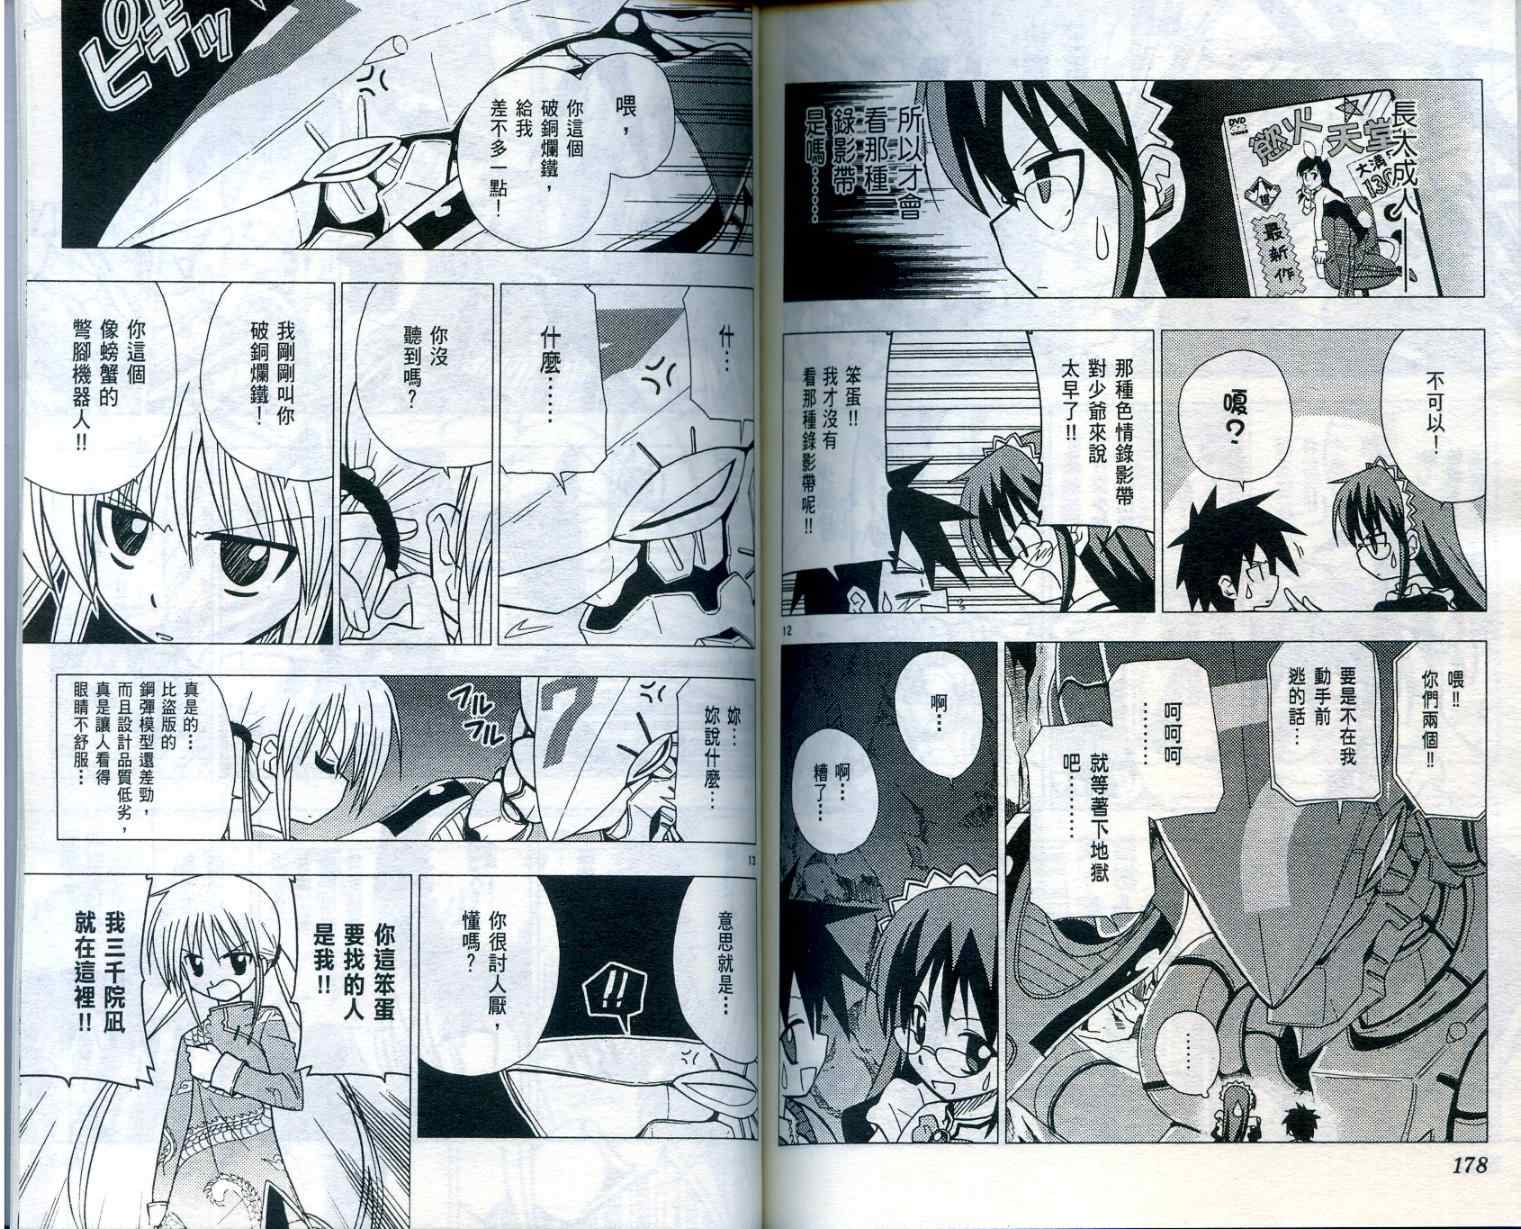 長大成人——
所以才會
看那種
錄影帶
是嗎……
DVD
VIDEO
慾火天堂
大滿
130
最新作
不可以！
嗄？
那種色情錄影帶
對少爺來說
太早了!!
笨蛋!!
我才沒有
看那種錄影帶呢!!
12
喂!!
你們兩個!!
要是不在我
動手前
逃的話…
呵呵呵
………
就等著下地獄
吧………
……
啊…
啊…
糟了…
178
ピキッ
喂，
你這個
破銅爛鐵，
給我
差不多一點！
什…
什麼……
你沒
聽到嗎？
我剛剛叫你
破銅爛鐵！
你這個
像螃蟹的
彆腳機器人!!
妳…
妳說什麼…
フル
フル
7
真是的…
比盜版的
鋼彈模型還差勁，
而且設計品質低劣，
真是讓人看得
眼睛不舒服…
13
意思就是…
你很討人厭，
懂嗎？
!!
你這笨蛋
要找的人
是我!!
我三千院凪
就在這裡!!